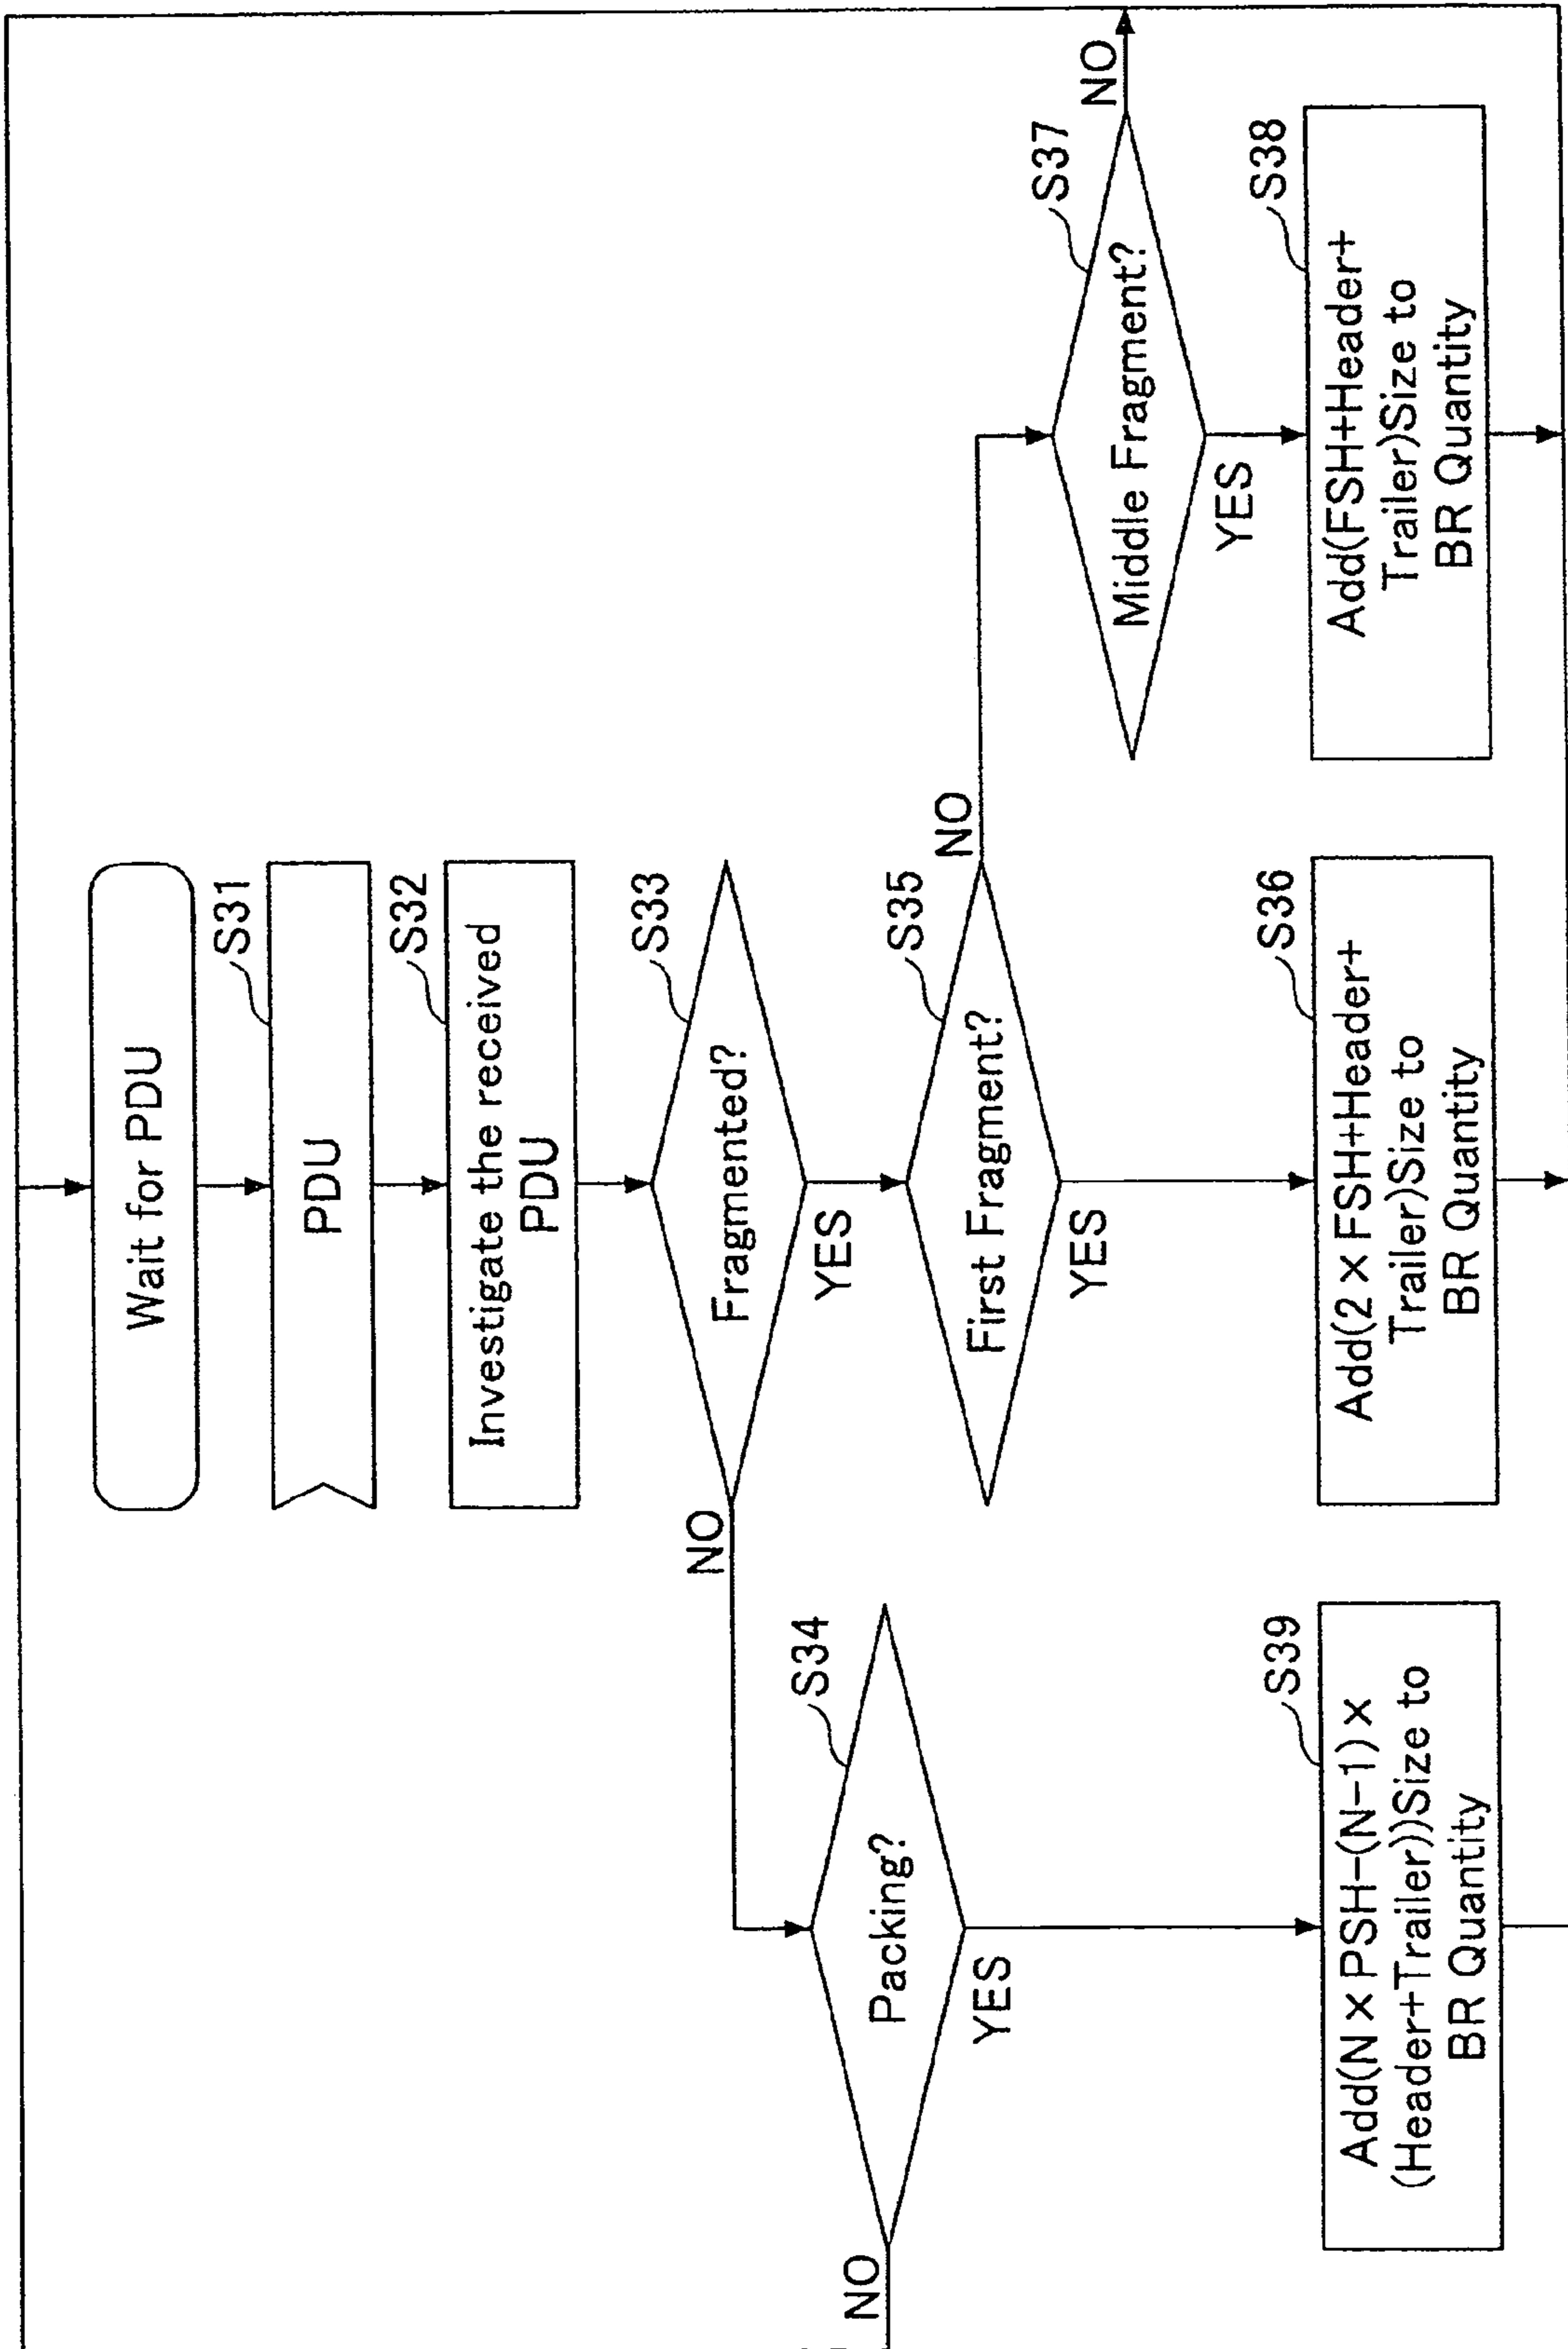 Wait for PDU
S31
PDU
S32
Investigate the received
PDU
S33
Fragmented?
NO
YES
S34
Packing?
NO
YES
S35
First Fragment?
NO
YES
S37
Middle Fragment?
NO
YES
S39
Add(N×PSH−(N−1)×
(Header+Trailer))Size to
BR Quantity
S36
Add(2×FSH+Header+
Trailer)Size to
BR Quantity
S38
Add(FSH+Header+
Trailer)Size to
BR Quantity